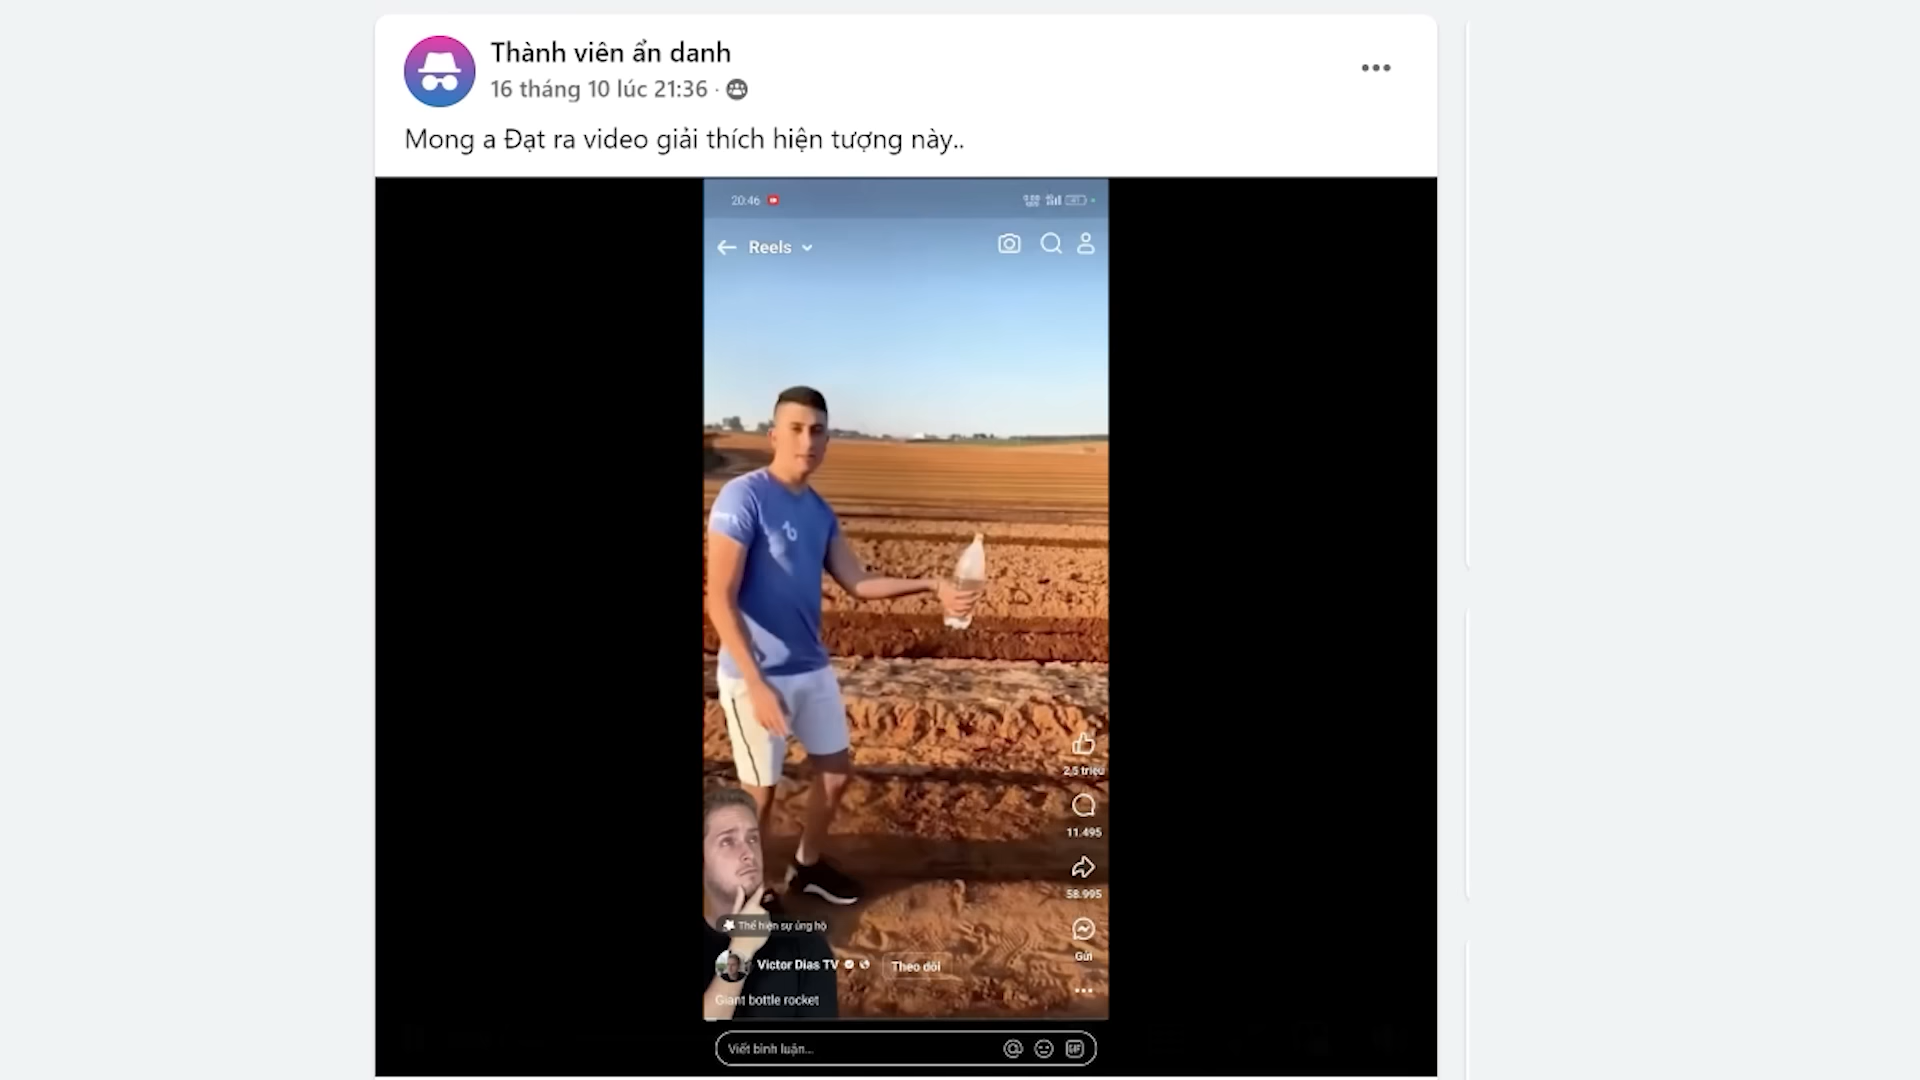 Thành viên ẩn danh
16 tháng 10 lúc 21:36 ·
Mong a Đạt ra video giải thích hiện tượng này..
20:46
Reels
2,5 triệu
11.495
58.995
Thể hiện sự ủng hộ
Gửi
Victor Dias TV
Theo dõi
Giant bottle rocket
Viết bình luận...
GIF